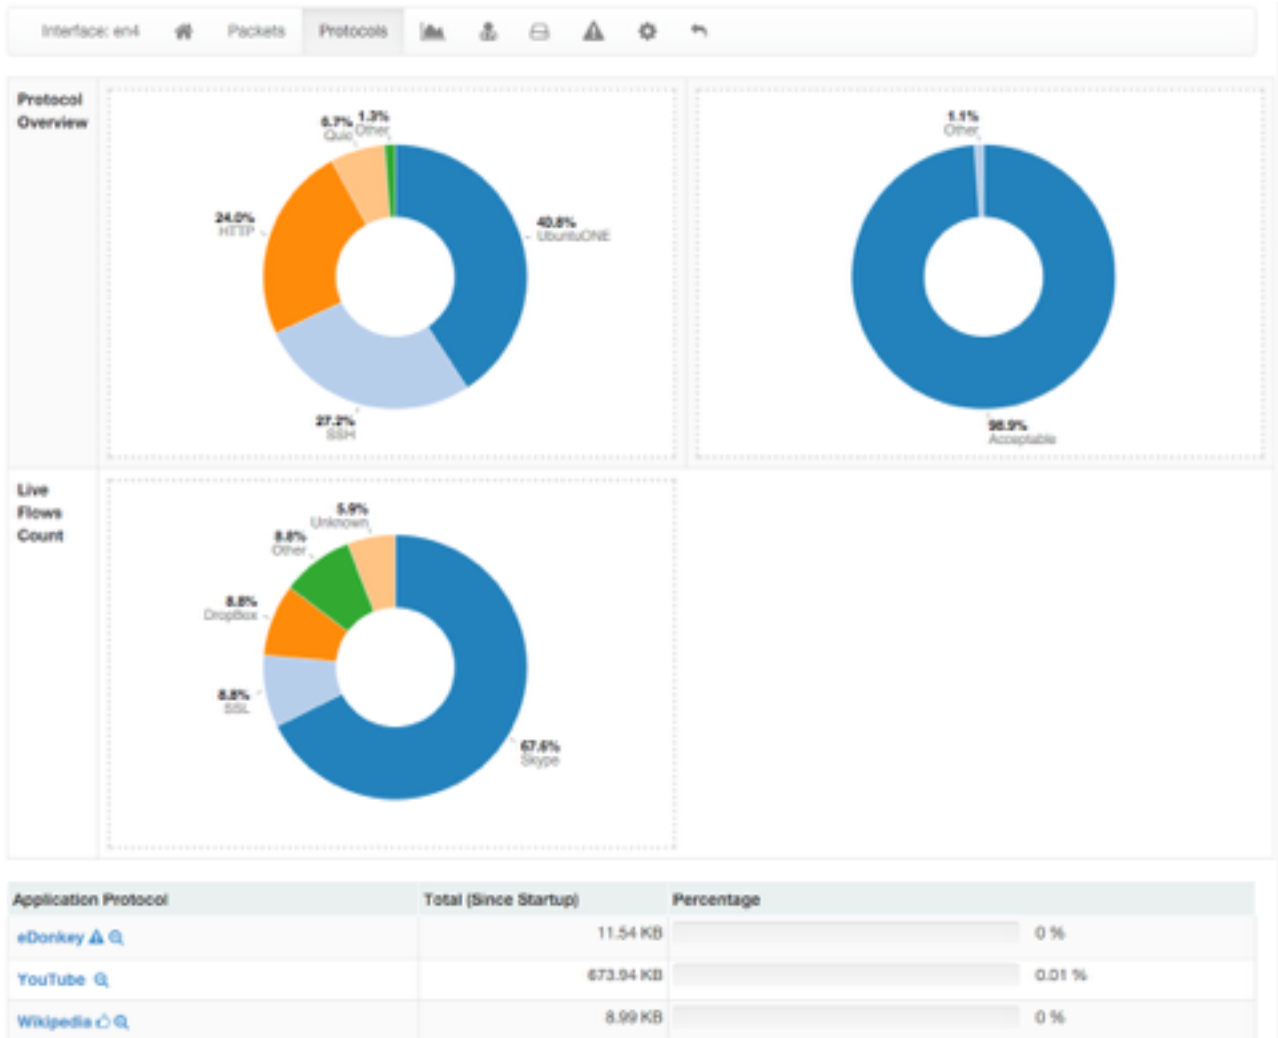 Interface: en4 Packets Protocols
Protocol
Overview
6.7%
Quic
1.3%
Other
24.0%
HTTP
40.8%
UbuntuONE
27.2%
SSH
1.1%
Other
98.9%
Acceptable
Live
Flows
Count
5.9%
Unknown
8.8%
Other
8.8%
DropBox
8.8%
SSL
67.6%
Skype
Application Protocol Total (Since Startup) Percentage
eDonkey 11.54 KB 0 %
YouTube 673.94 KB 0.01 %
Wikipedia 8.99 KB 0 %